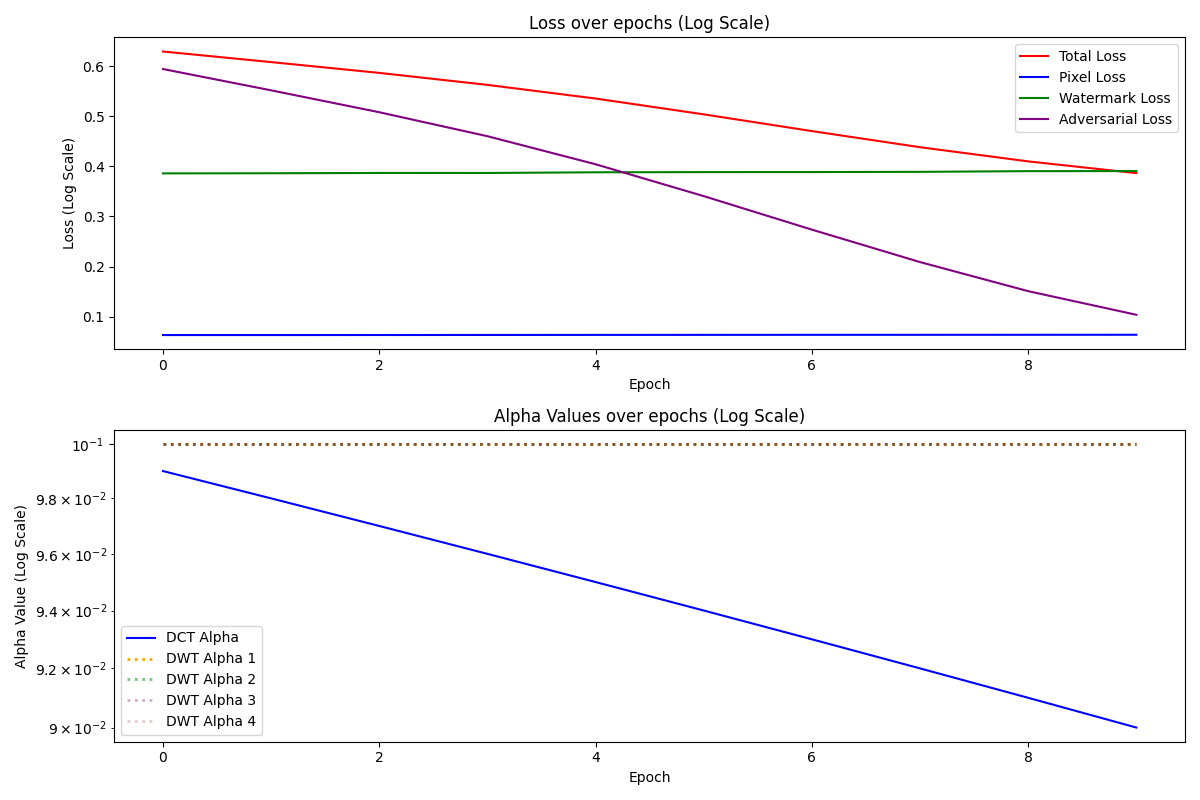 Loss over epochs (Log Scale)
Loss (Log Scale)
0.6
0.5
0.4
0.3
0.2
0.1
Total Loss
Pixel Loss
Watermark Loss
Adversarial Loss
0 2 4 6 8
Epoch
Alpha Values over epochs (Log Scale)
Alpha Value (Log Scale)
10⁻¹
9.8 × 10⁻²
9.6 × 10⁻²
9.4 × 10⁻²
9.2 × 10⁻²
9 × 10⁻²
DCT Alpha
DWT Alpha 1
DWT Alpha 2
DWT Alpha 3
DWT Alpha 4
0 2 4 6 8
Epoch